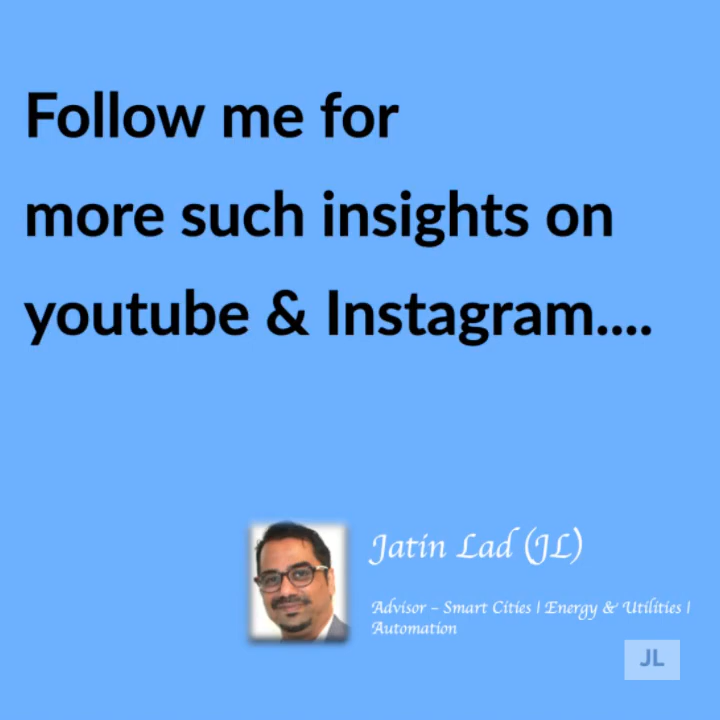 Follow me for
more such insights on
youtube & Instagram....
Jatin Lad (JL)
Advisor – Smart Cities | Energy & Utilities |
Automation
JL